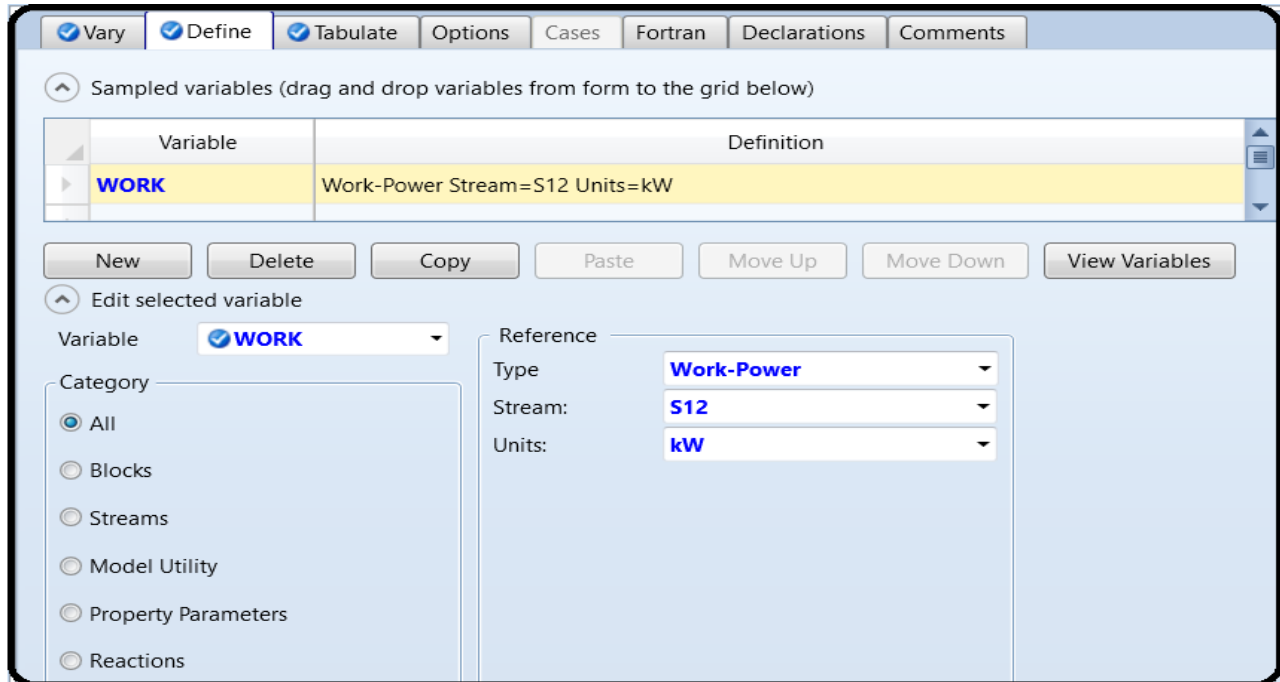 Vary Define Tabulate Options Cases Fortran Declarations Comments
Sampled variables (drag and drop variables from form to the grid below)
Variable Definition
WORK Work-Power Stream=S12 Units=kW
New Delete Copy Paste Move Up Move Down View Variables
Edit selected variable
Variable WORK
Reference
Type Work-Power
Category
Stream: S12
All
Units: kW
Blocks
Streams
Model Utility
Property Parameters
Reactions